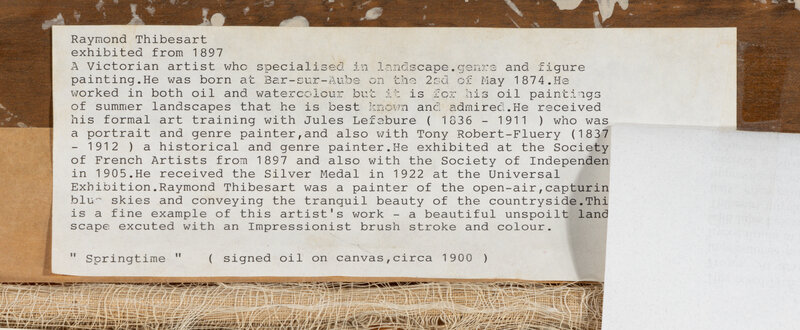 Raymond Thibesart
exhibited from 1897
A Victorian artist who specialised in landscape.genre and figure
painting.He was born at Bar-sur-Aube on the 2nd of May 1874.He
worked in both oil and watercolour but it is for his oil paintings
of summer landscapes that he is best known and admired.He received
his formal art training with Jules Lefebure ( 1836 - 1911 ) who was
a portrait and genre painter,and also with Tony Robert-Fluery (1837
- 1912 ) a historical and genre painter.He exhibited at the Society
of French Artists from 1897 and also with the Society of Independen
in 1905.He received the Silver Medal in 1922 at the Universal
Exhibition.Raymond Thibesart was a painter of the open-air,capturin
blue skies and conveying the tranquil beauty of the countryside.Thi
is a fine example of this artist's work - a beautiful unspoilt land
scape excuted with an Impressionist brush stroke and colour.
" Springtime " ( signed oil on canvas,circa 1900 )